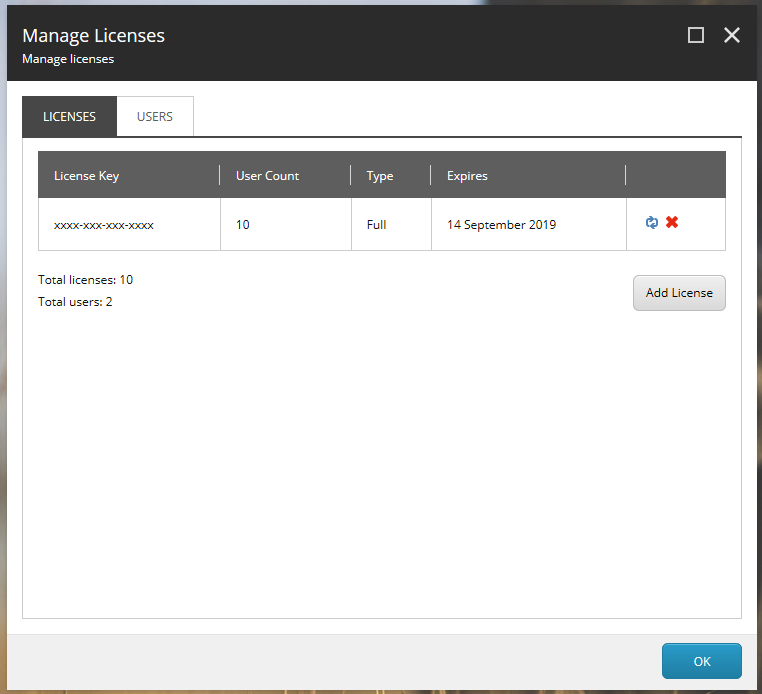 Manage Licenses
Manage licenses
LICENSES USERS
License Key User Count Type Expires
xxxx-xxx-xxx-xxxx 10 Full 14 September 2019
Total licenses: 10
Add License
Total users: 2
OK